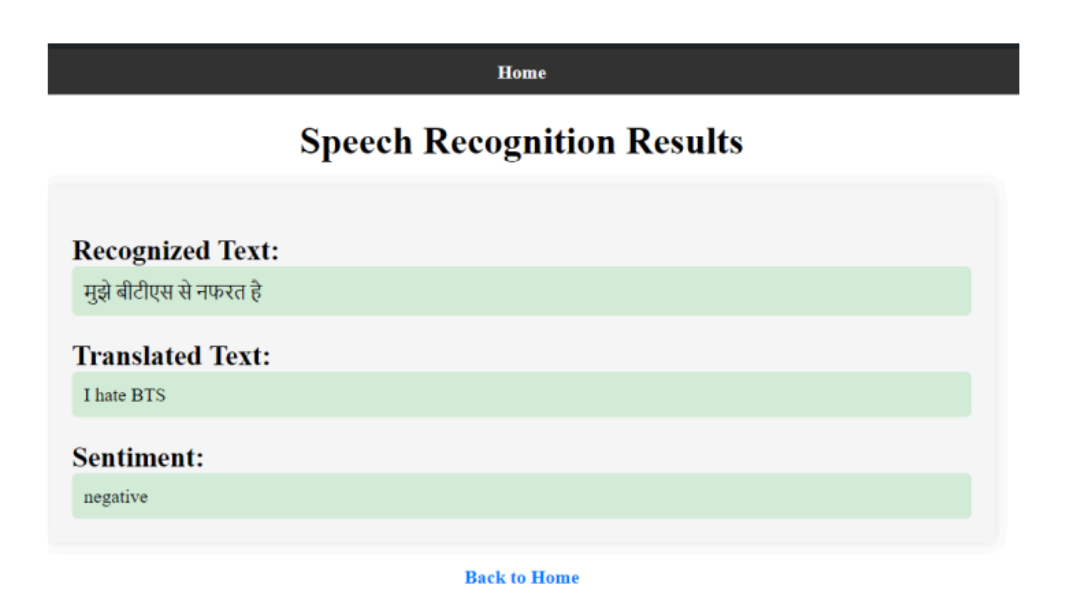 Home
Speech Recognition Results
Recognized Text:
मुझे बीटीएस से नफरत है
Translated Text:
I hate BTS
Sentiment:
negative
Back to Home